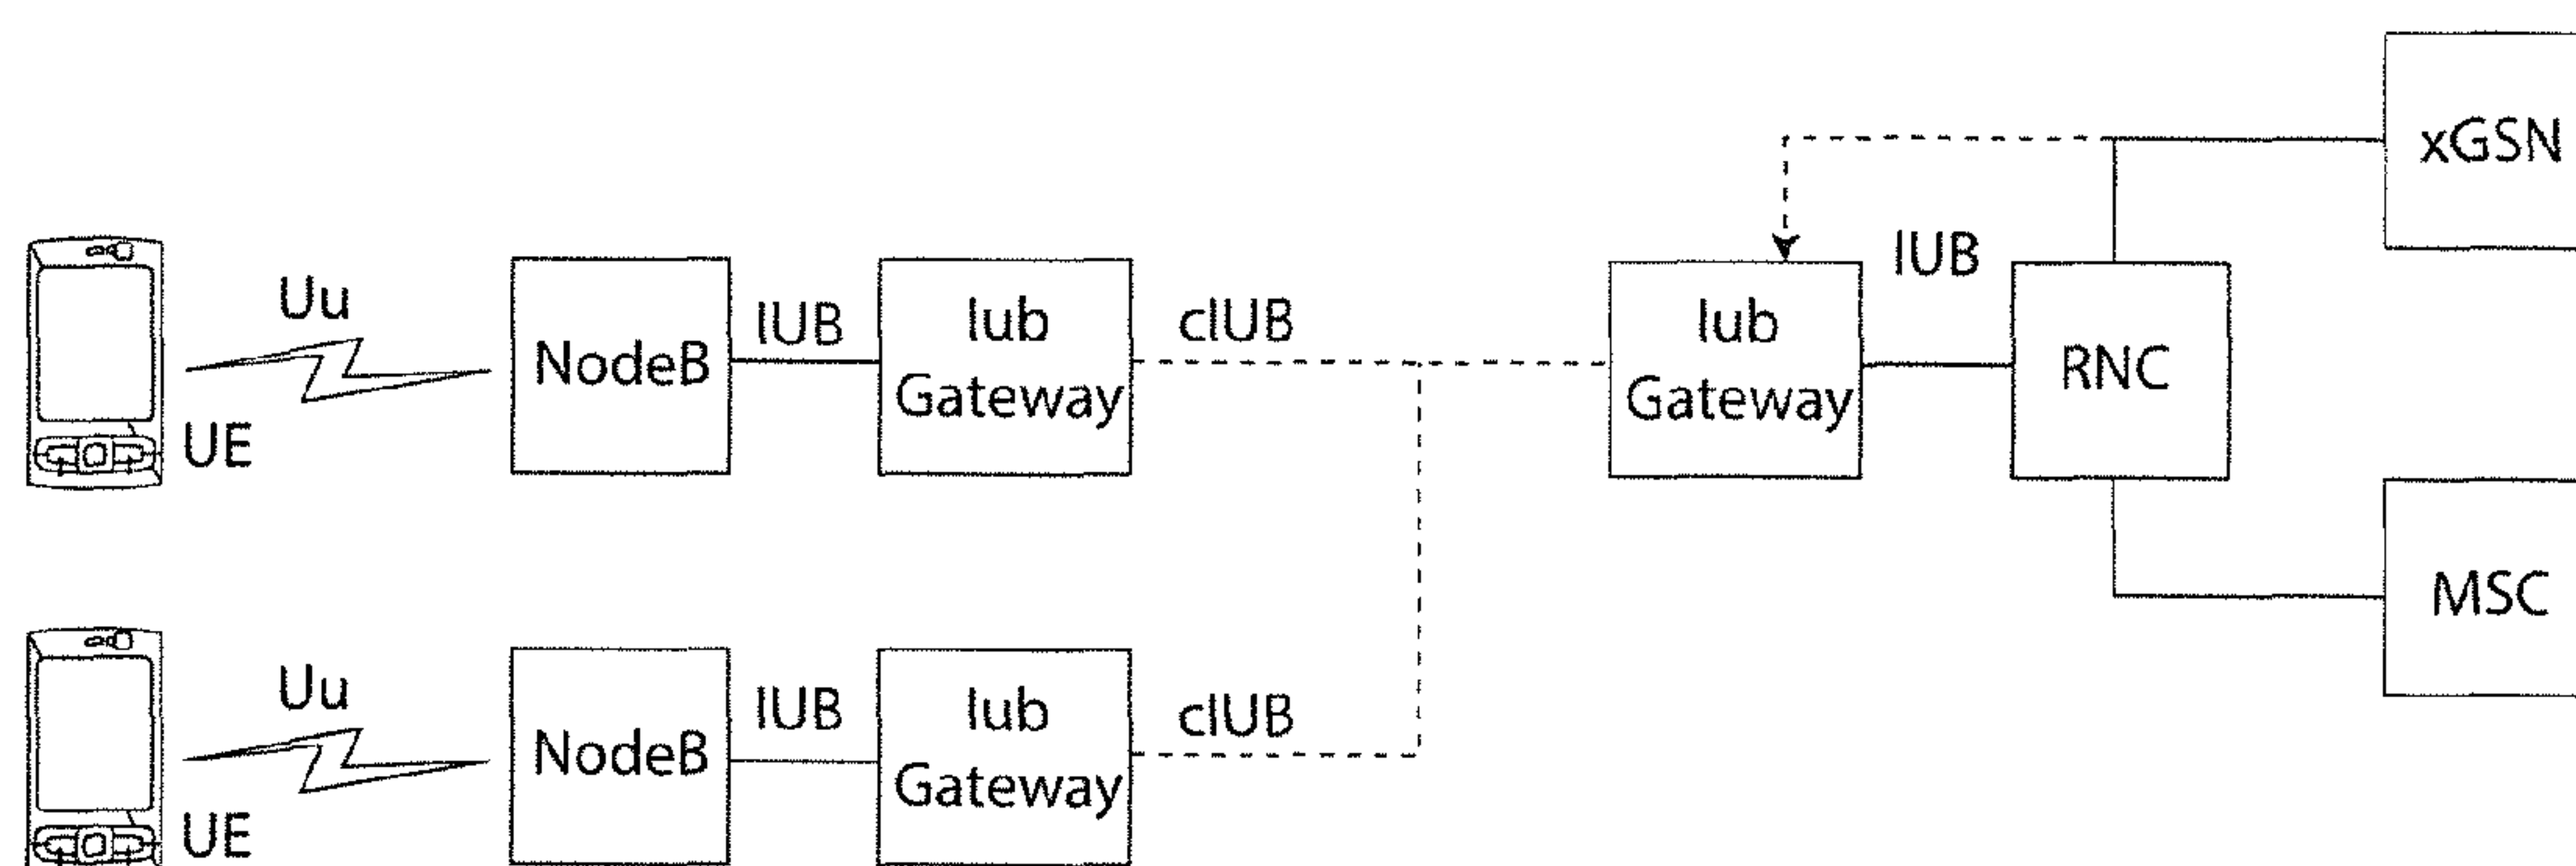 xGSN
IUB
Uu
NodeB
IUB
Iub
Gateway
cIUB
Iub
Gateway
RNC
UE
MSC
Uu
NodeB
IUB
Iub
Gateway
cIUB
UE